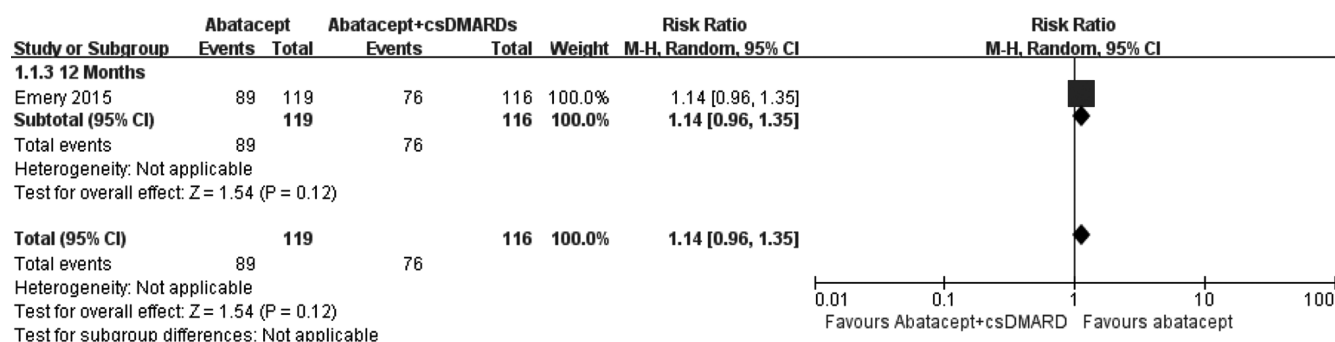 Abatacept Abatacept+csDMARDs Risk Ratio Risk Ratio
Study or Subgroup Events Total Events Total Weight M-H, Random, 95% CI M-H, Random, 95% CI
1.1.3 12 Months
Emery 2015 89 119 76 116 100.0% 1.14 [0.96, 1.35]
Subtotal (95% CI) 119 116 100.0% 1.14 [0.96, 1.35]
Total events 89 76
Heterogeneity: Not applicable
Test for overall effect: Z = 1.54 (P = 0.12)
Total (95% CI) 119 116 100.0% 1.14 [0.96, 1.35]
Total events 89 76
Heterogeneity: Not applicable
Test for overall effect: Z = 1.54 (P = 0.12)
Test for subgroup differences: Not applicable
0.01 0.1 1 10 100
Favours Abatacept+csDMARD Favours abatacept